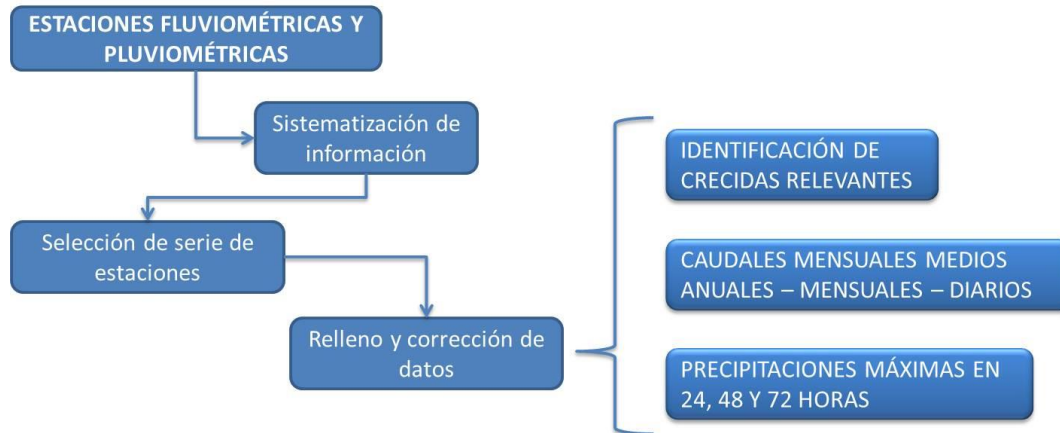 ESTACIONES FLUVIOMÉTRICAS Y
PLUVIOMÉTRICAS
Sistematización de
información
Selección de serie de
estaciones
Relleno y corrección de
datos
IDENTIFICACIÓN DE
CRECIDAS RELEVANTES
CAUDALES MENSUALES MEDIOS
ANUALES – MENSUALES – DIARIOS
PRECIPITACIONES MÁXIMAS EN
24, 48 Y 72 HORAS